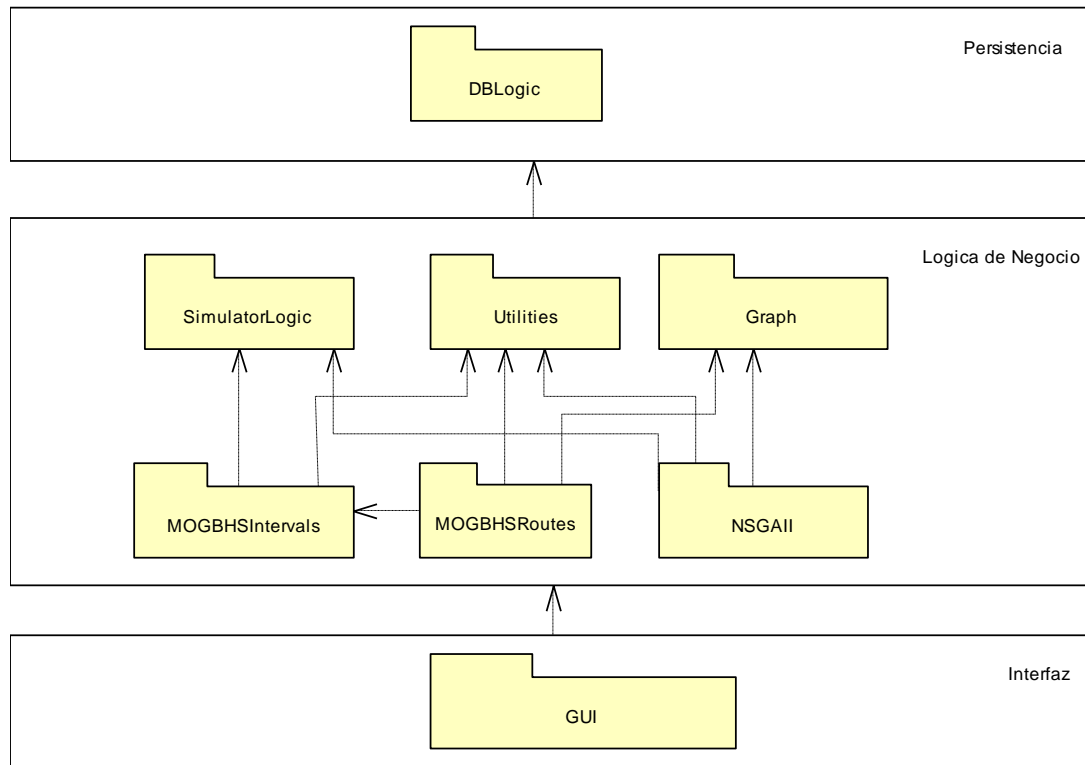 Persistencia
DBLogic
Logica de Negocio
SimulatorLogic
Utilities
Graph
MOGBHSIntervals
MOGBHSRoutes
NSGAII
Interfaz
GUI